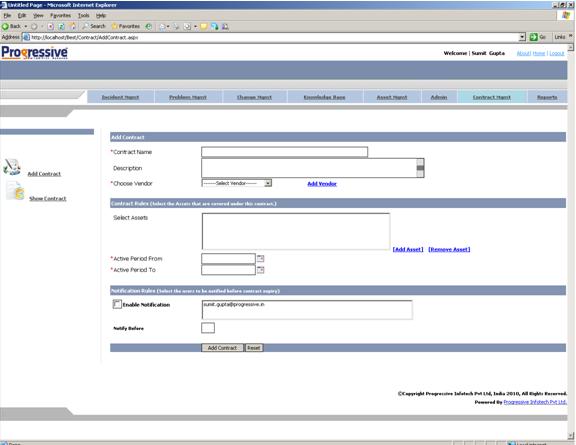 Untitled Page - Microsoft Internet Explorer
File Edit View Favorites Tools Help
Back Search Favorites
Address http://localhost/Best/Contract/AddContract.aspx Go Links
Progressive
Welcome | Sumit Gupta About| Home | Logout
Incident Mgmt Problem Mgmt Change Mgmt Knowledge Base Asset Mgmt Admin Contract Mgmt Reports
Add Contract
Show Contract
Add Contract
*Contract Name
Description
*Choose Vendor ------Select Vendor------ Add Vendor
Contract Rules (Select the Assets that are covered under this contract.)
Select Assets
[Add Asset] [Remove Asset]
*Active Period From
*Active Period To
Notification Rules (Select the users to be notified before contract expiry)
Enable Notification sumit.gupta@progressive.in
Notify Before
Add Contract Reset
©Copyright Progressive Infotech Pvt Ltd, India 2010, All Rights Reserved.
Powered By Progressive Infotech Pvt Ltd.